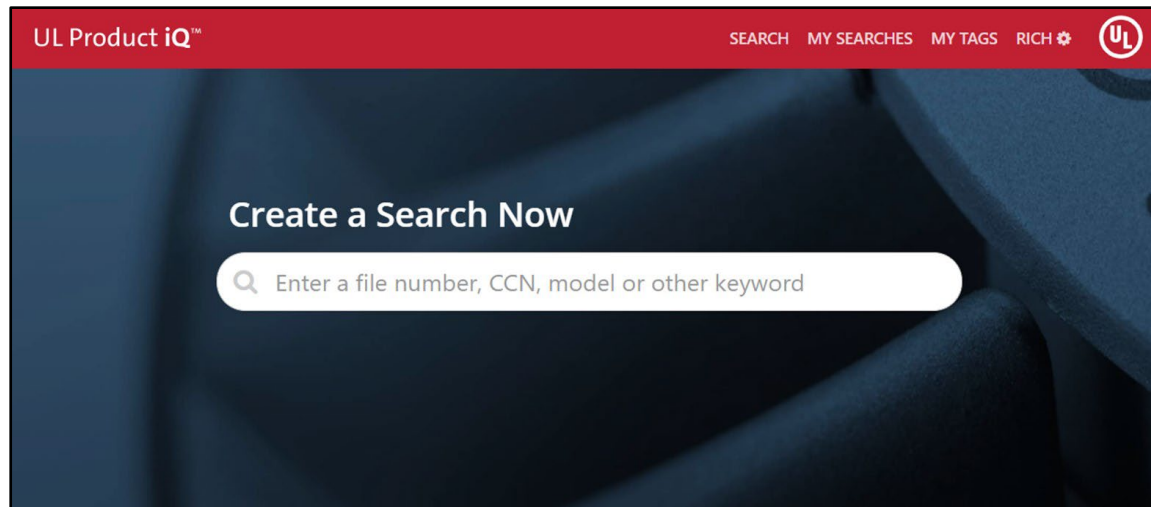 UL Product iQ™
SEARCH MY SEARCHES MY TAGS RICH
UL
Create a Search Now
Enter a file number, CCN, model or other keyword